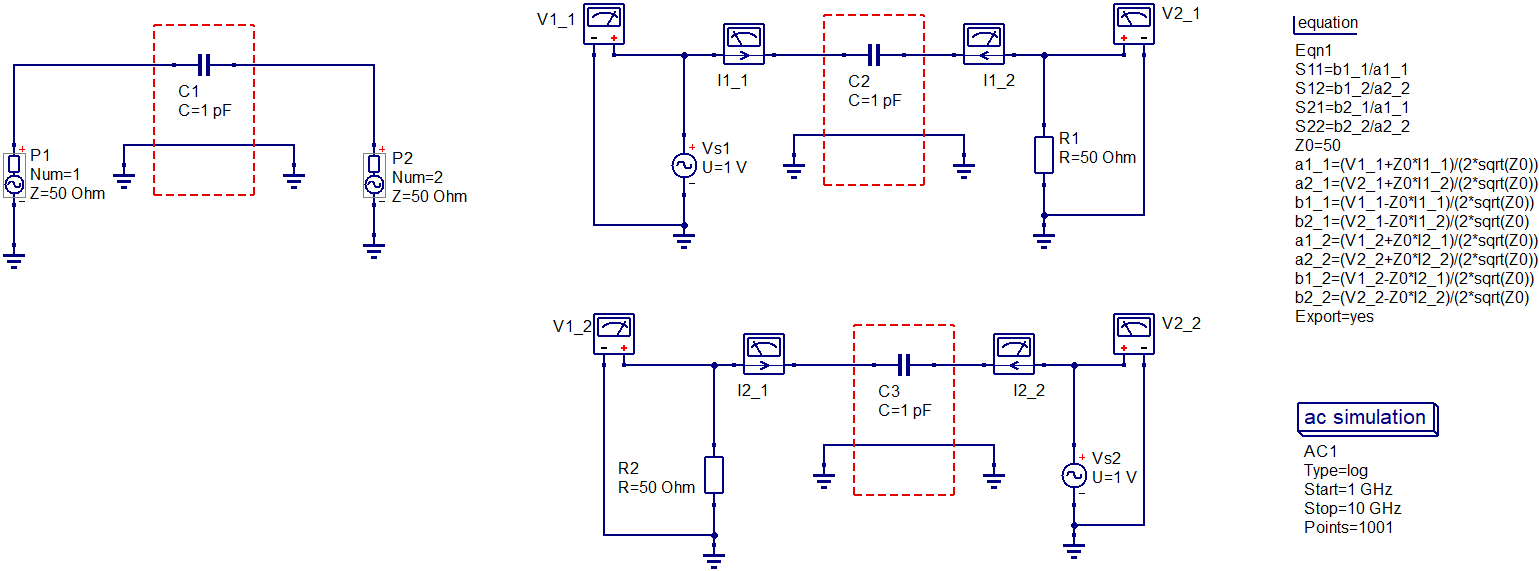 V1_1
V2_1
I1_1
I1_2
C1
C=1 pF
C2
C=1 pF
P1
Num=1
Z=50 Ohm
P2
Num=2
Z=50 Ohm
Vs1
U=1 V
R1
R=50 Ohm
equation
Eqn1
S11=b1_1/a1_1
S12=b1_2/a2_2
S21=b2_1/a1_1
S22=b2_2/a2_2
Z0=50
a1_1=(V1_1+Z0*I1_1)/(2*sqrt(Z0))
a2_1=(V2_1+Z0*I1_2)/(2*sqrt(Z0))
b1_1=(V1_1-Z0*I1_1)/(2*sqrt(Z0))
b2_1=(V2_1-Z0*I1_2)/(2*sqrt(Z0)
a1_2=(V1_2+Z0*I2_1)/(2*sqrt(Z0))
a2_2=(V2_2+Z0*I2_2)/(2*sqrt(Z0))
b1_2=(V1_2-Z0*I2_1)/(2*sqrt(Z0))
b2_2=(V2_2-Z0*I2_2)/(2*sqrt(Z0)
Export=yes
V1_2
V2_2
I2_1
I2_2
C3
C=1 pF
R2
R=50 Ohm
Vs2
U=1 V
ac simulation
AC1
Type=log
Start=1 GHz
Stop=10 GHz
Points=1001